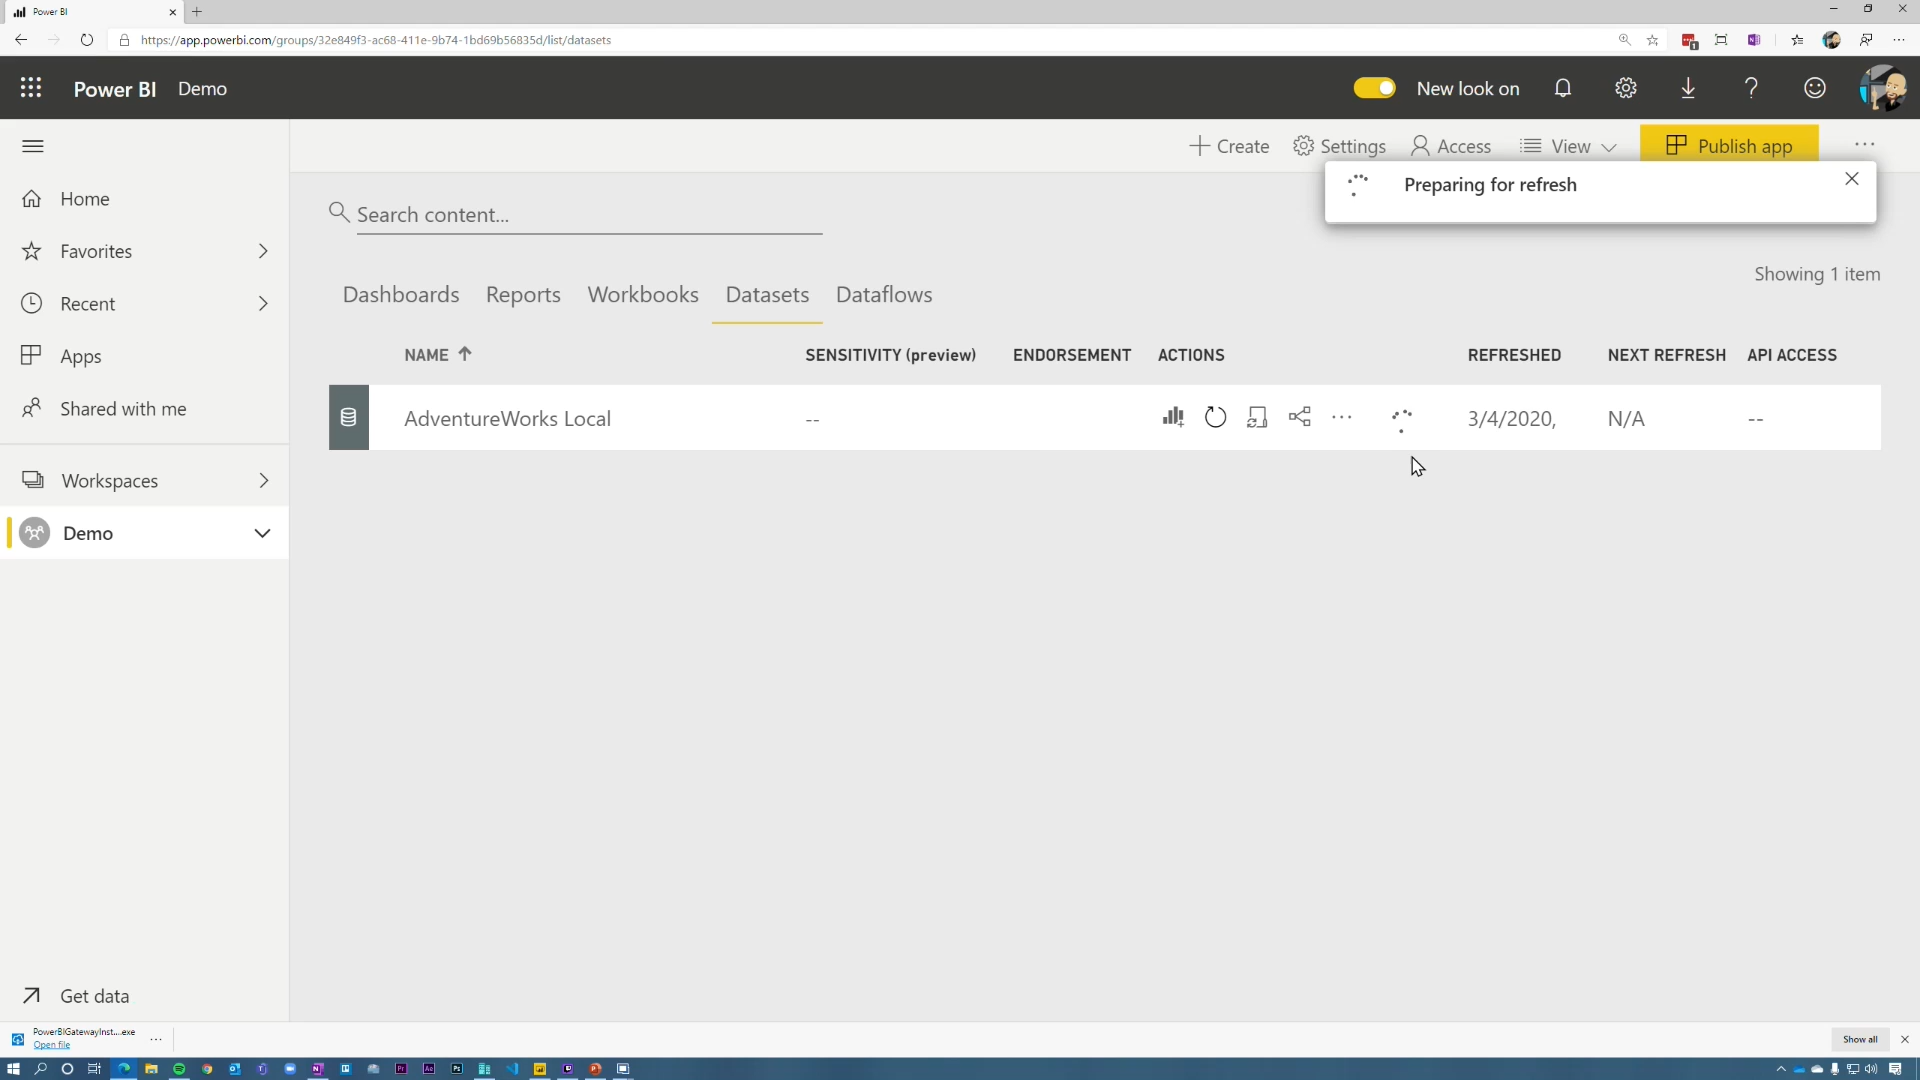 Power BI
https://app.powerbi.com/groups/32e849f3-ac68-411e-9b74-1bd69b56835d/list/datasets
1
Power BI Demo
New look on
Create Settings Access View Publish app
Preparing for refresh
Home
Favorites
Recent
Apps
Shared with me
Workspaces
Demo
Get data
Search content...
Showing 1 item
Dashboards Reports Workbooks Datasets Dataflows
NAME SENSITIVITY (preview) ENDORSEMENT ACTIONS REFRESHED NEXT REFRESH API ACCESS
AdventureWorks Local -- 3/4/2020, N/A --
PowerBIGatewayInst....exe
Open file
Show all